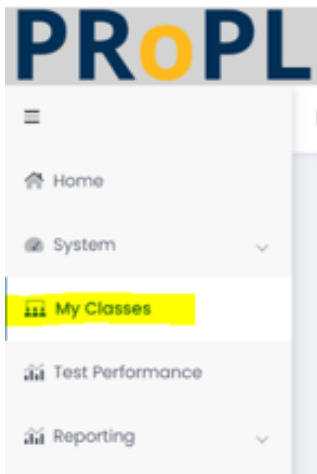 PRoPL
Home
System
My Classes
Test Performance
Reporting